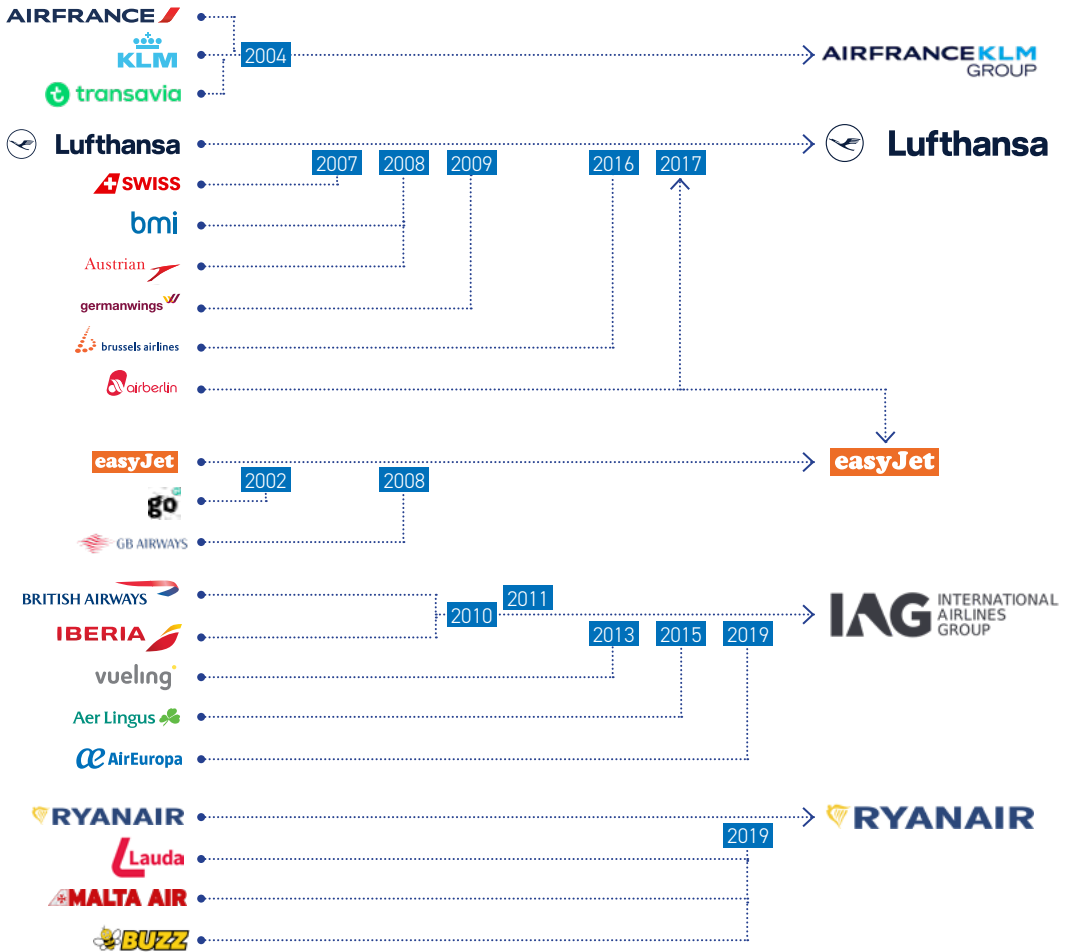 AIRFRANCE
KLM
2004
AIRFRANCEKLM
GROUP
transavia
Lufthansa
Lufthansa
2007
2008
2009
2016
2017
SWISS
bmi
Austrian
germanwings
brussels airlines
airberlin
easyJet
easyJet
2002
2008
go
GB AIRWAYS
BRITISH AIRWAYS
2010
2011
IAG
INTERNATIONAL
AIRLINES
GROUP
IBERIA
2013
2015
2019
vueling
Aer Lingus
AirEuropa
RYANAIR
RYANAIR
2019
Lauda
MALTA AIR
BUZZ